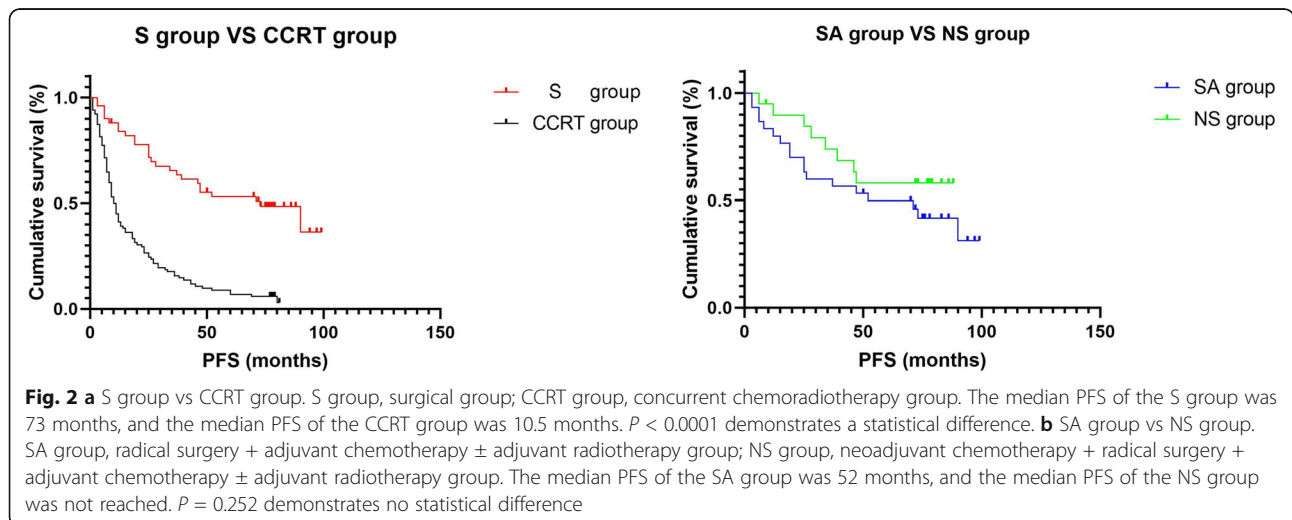 S group VS CCRT group
S group
CCRT group
Cumulative survival (%)
1.0
0.5
0.0
0 50 100 150
PFS (months)
SA group VS NS group
SA group
NS group
Cumulative survival (%)
1.0
0.5
0.0
0 50 100 150
PFS (months)
Fig. 2 a S group vs CCRT group. S group, surgical group; CCRT group, concurrent chemoradiotherapy group. The median PFS of the S group was
73 months, and the median PFS of the CCRT group was 10.5 months. P < 0.0001 demonstrates a statistical difference. b SA group vs NS group.
SA group, radical surgery + adjuvant chemotherapy ± adjuvant radiotherapy group; NS group, neoadjuvant chemotherapy + radical surgery +
adjuvant chemotherapy ± adjuvant radiotherapy group. The median PFS of the SA group was 52 months, and the median PFS of the NS group
was not reached. P = 0.252 demonstrates no statistical difference